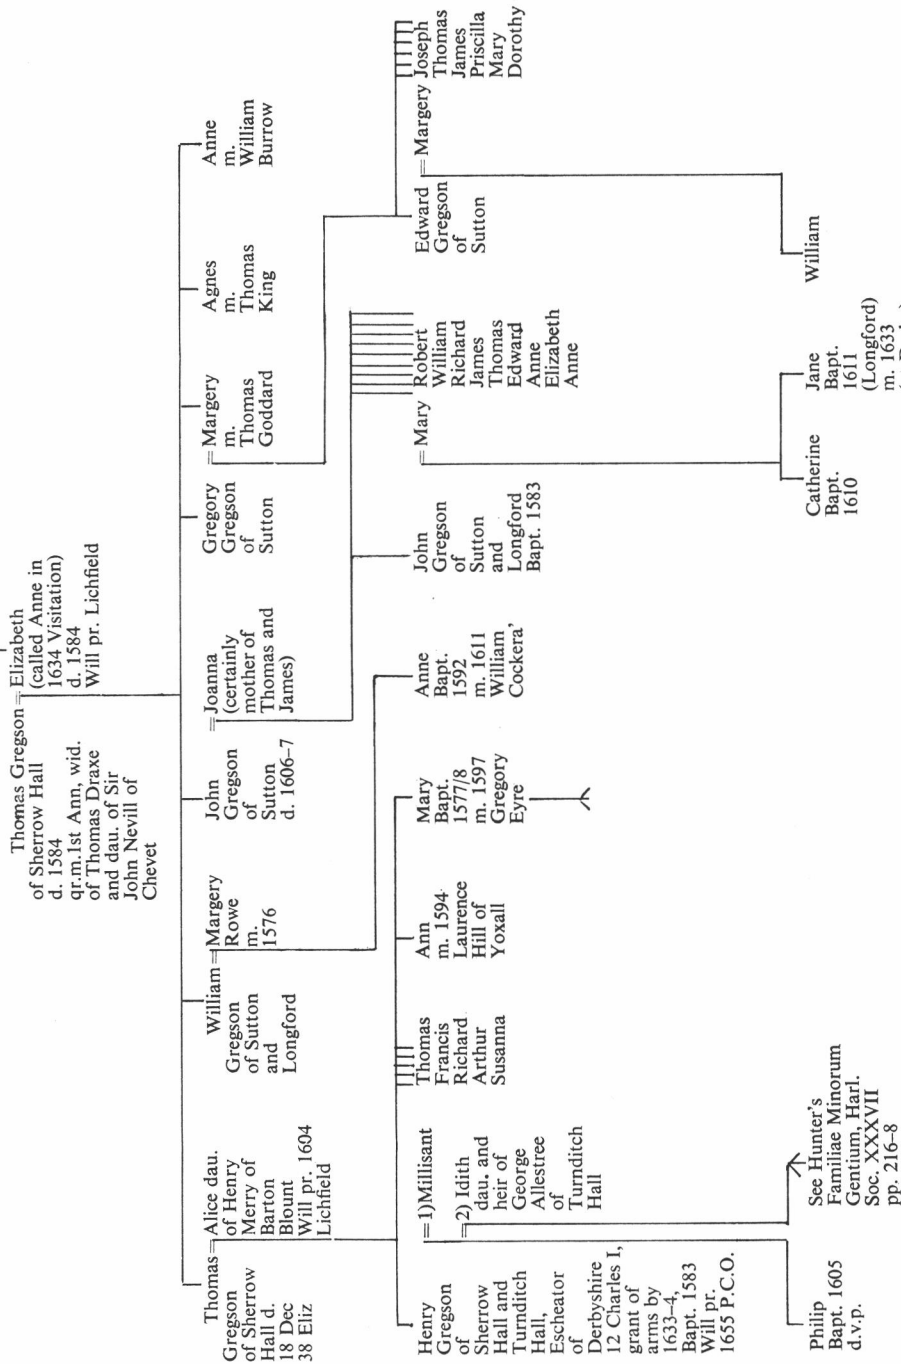 Thomas Gregson = Elizabeth
of Sherrow Hall
d. 1584
qr.m.1st Ann, wid.
of Thomas Draxe
and dau. of Sir
John Nevill of
Chevet
(called Anne in
1634 Visitation)
d. 1584
Will pr. Lichfield
Thomas = Alice dau.
Gregson
of Sherrow
Hall d.
18 Dec
38 Eliz
of Henry
Merry of
Barton
Blount
Will pr. 1604
Lichfield
William = Margery
Gregson
of Sutton
and
Longford
Rowe
m.
1576
John
Gregson
of
Sutton
d. 1606–7
= Joanna
(certainly
mother of
Thomas and
James)
Gregory
Gregson
of
Sutton
= Margery
m.
Thomas
Goddard
Agnes
m.
Thomas
King
Anne
m.
William
Burrow
Henry
Gregson
of
Sherrow
Hall and
Turnditch
Hall,
Escheator
of
Derbyshire
12 Charles I,
grant of
arms by
1633–4,
Bapt. 1583
Will pr.
1655 P.C.O.
= 1) Millisant
= 2) Idith
dau. and
heir of
George
Allestree
of
Turnditch
Hall
Thomas
Francis
Richard
Arthur
Susanna
Ann
m. 1594
Laurence
Hill of
Yoxall
Mary
Bapt.
1577/8
m. 1597
Gregory
Eyre
Anne
Bapt.
1592
m. 1611
William
Cockera'
John
Gregson
of
Sutton
and
Longford
Bapt. 1583
= Mary
Robert
William
Richard
James
Thomas
Edward
Anne
Elizabeth
Anne
Edward
Gregson
of
Sutton
= Margery
Joseph
Thomas
James
Priscilla
Mary
Dorothy
Philip
Bapt. 1605
d.v.p.
See Hunter's
Familiae Minorum
Gentium, Harl.
Soc. XXXVII
pp. 216–8
Catherine
Bapt.
1610
Jane
Bapt.
1611
(Longford)
m. 1633
William